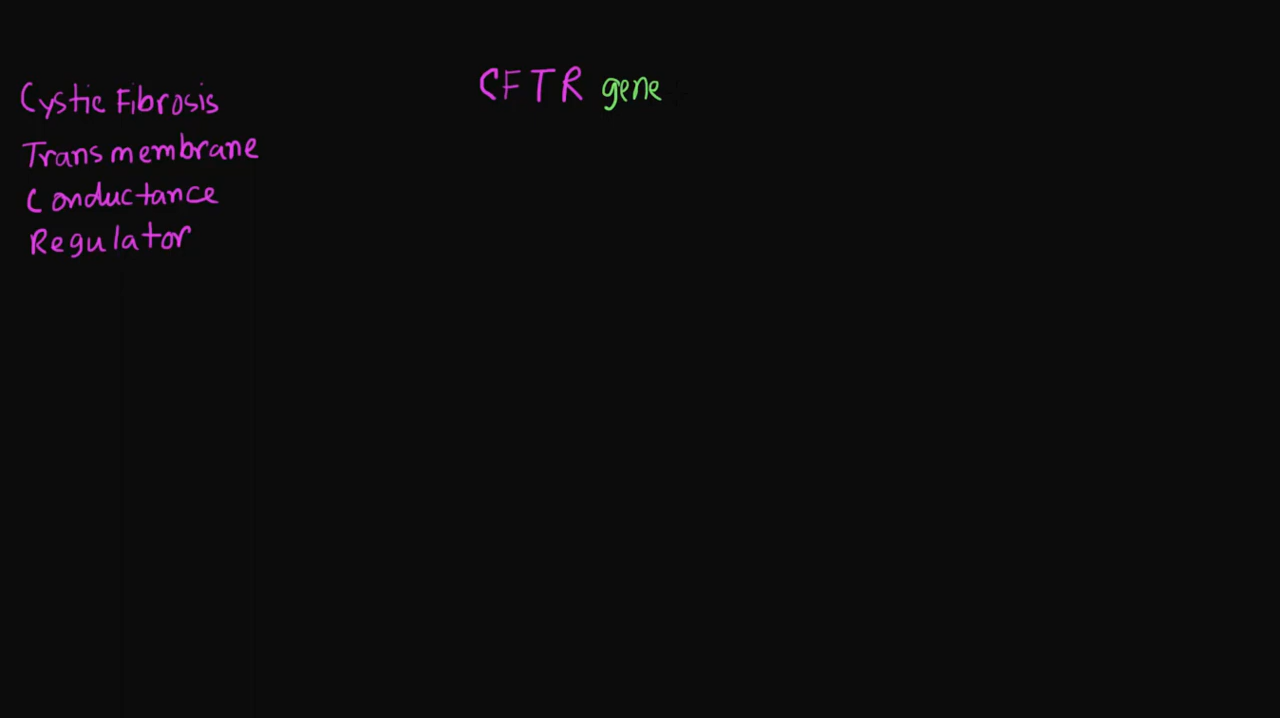 CFTR gene
Cystic Fibrosis
Transmembrane
Conductance
Regulator